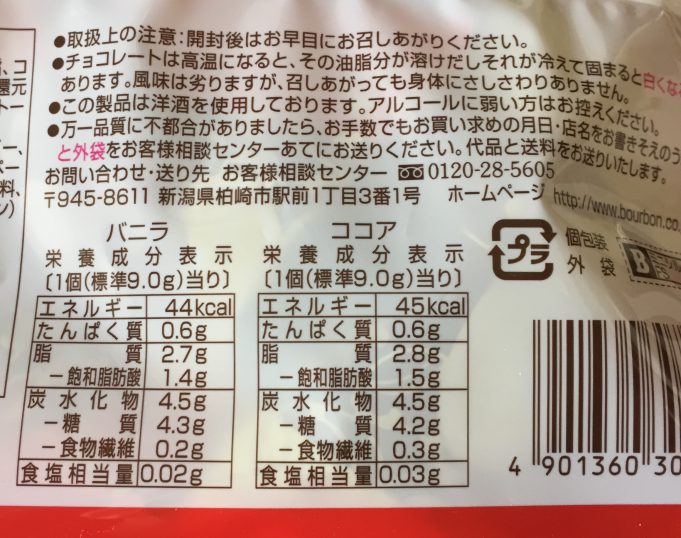 ●取扱上の注意:開封後はお早目にお召しあがりください。
●チョコレートは高温になると、その油脂分が溶けだしそれが冷えて固まると白くな
あります。風味は劣りますが、召しあがっても身体にさしさわりありません。
●この製品は洋酒を使用しております。アルコールに弱い方はお控えください。
●万一品質に不都合がありましたら、お手数でもお買い求めの月日・店名をお書きそえのう
と外袋をお客様相談センターあてにお送りください。代品と送料をお送りいたします。
お問い合わせ・送り先 お客様相談センター 0120-28-5605
〒945-8611 新潟県柏崎市駅前1丁目3番1号 ホームページ http://www.bourbon.co.
コ
還元
トー
ー、
ペー
料、
ン)
バニラ
栄養成分表示
〔1個(標準9.0g)当り〕
エネルギー 44kcal
たんぱく質 0.6g
脂質 2.7g
-飽和脂肪酸 1.4g
炭水化物 4.5g
-糖質 4.3g
-食物繊維 0.2g
食塩相当量 0.02g
ココア
栄養成分表示
〔1個(標準9.0g)当り〕
エネルギー 45kcal
たんぱく質 0.6g
脂質 2.8g
-飽和脂肪酸 1.5g
炭水化物 4.5g
-糖質 4.2g
-食物繊維 0.3g
食塩相当量 0.03g
プラ
個包装
外袋
B
4 901360 30